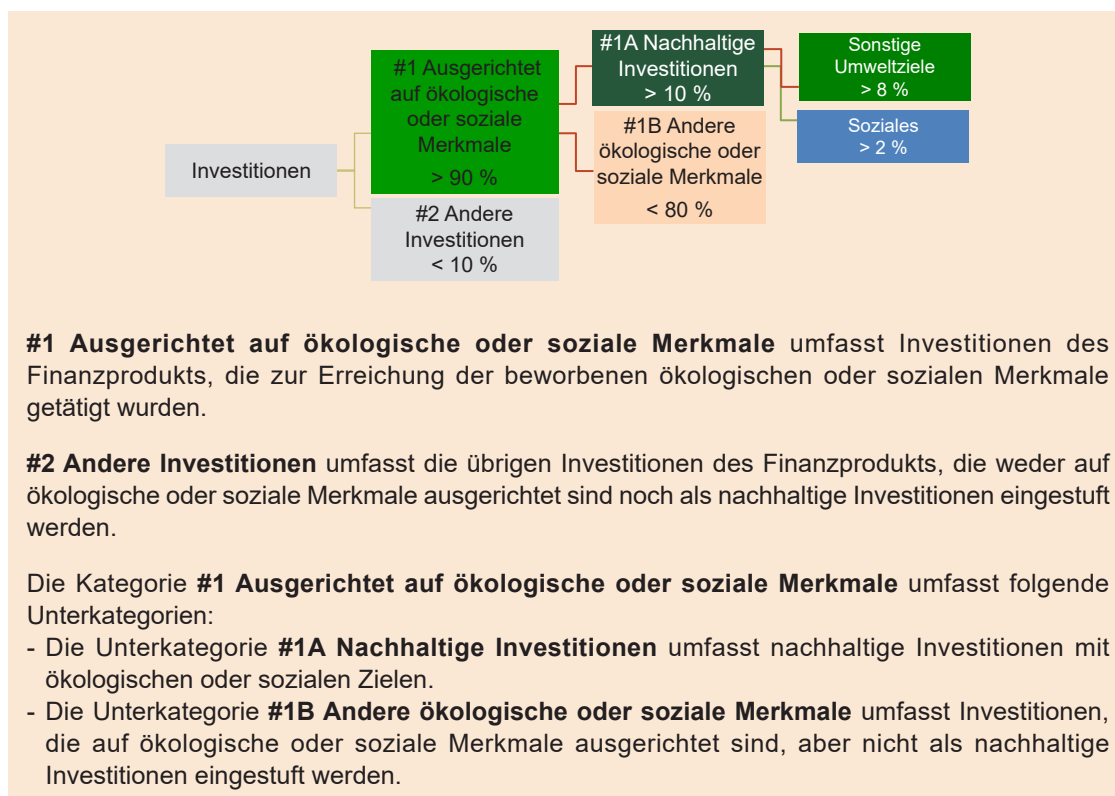 Investitionen
#1 Ausgerichtet
auf ökologische
oder soziale
Merkmale
> 90 %
#2 Andere
Investitionen
< 10 %
#1A Nachhaltige
Investitionen
> 10 %
#1B Andere
ökologische oder
soziale Merkmale
< 80 %
Sonstige
Umweltziele
> 8 %
Soziales
> 2 %
#1 Ausgerichtet auf ökologische oder soziale Merkmale umfasst Investitionen des
Finanzprodukts, die zur Erreichung der beworbenen ökologischen oder sozialen Merkmale
getätigt wurden.
#2 Andere Investitionen umfasst die übrigen Investitionen des Finanzprodukts, die weder auf
ökologische oder soziale Merkmale ausgerichtet sind noch als nachhaltige Investitionen eingestuft
werden.
Die Kategorie #1 Ausgerichtet auf ökologische oder soziale Merkmale umfasst folgende
Unterkategorien:
- Die Unterkategorie #1A Nachhaltige Investitionen umfasst nachhaltige Investitionen mit
ökologischen oder sozialen Zielen.
- Die Unterkategorie #1B Andere ökologische oder soziale Merkmale umfasst Investitionen,
die auf ökologische oder soziale Merkmale ausgerichtet sind, aber nicht als nachhaltige
Investitionen eingestuft werden.